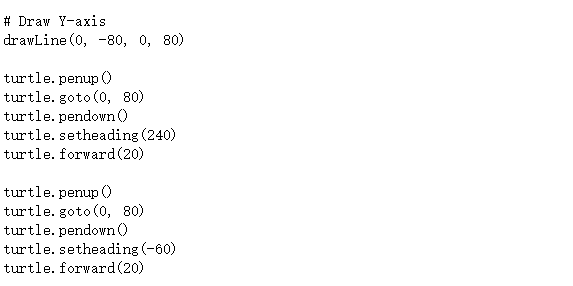 # Draw Y-axis
drawLine(0, -80, 0, 80)

turtle.penup()
turtle.goto(0, 80)
turtle.pendown()
turtle.setheading(240)
turtle.forward(20)

turtle.penup()
turtle.goto(0, 80)
turtle.pendown()
turtle.setheading(-60)
turtle.forward(20)